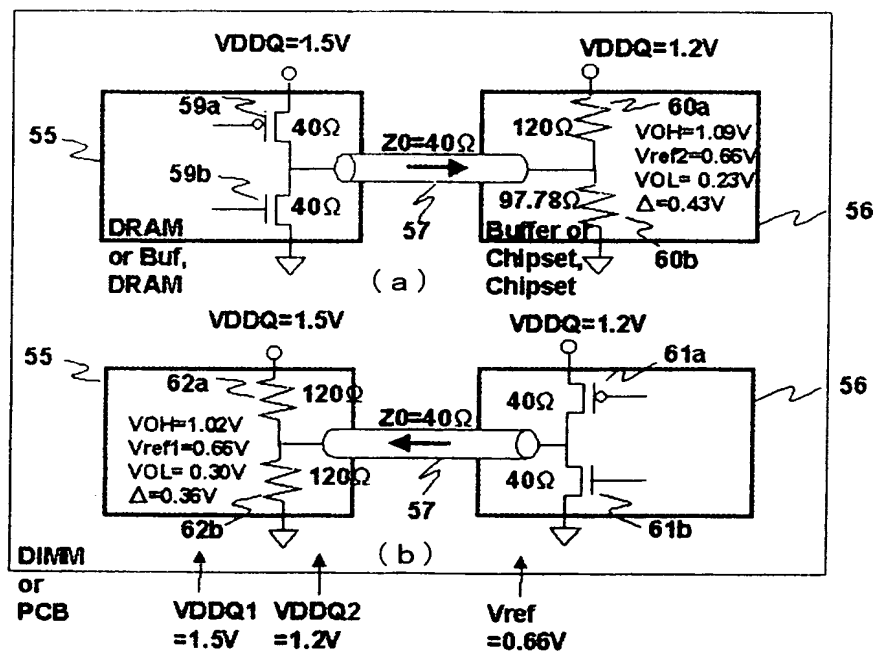 VDDQ=1.5V
VDDQ=1.2V
59a
40Ω
55
Z0=40Ω
59b
40Ω
57
120Ω
60a
VOH=1.09V
Vref2=0.66V
VOL= 0.23V
Δ=0.43V
97.78Ω
60b
56
DRAM
or Buf,
DRAM
(a)
Buffer or
Chipset,
Chipset
VDDQ=1.5V
VDDQ=1.2V
55
62a
120Ω
VOH=1.02V
Vref1=0.66V
VOL= 0.30V
Δ=0.36V
120Ω
62b
Z0=40Ω
57
40Ω
61a
40Ω
61b
56
(b)
DIMM
or
PCB
VDDQ1
=1.5V
VDDQ2
=1.2V
Vref
=0.66V